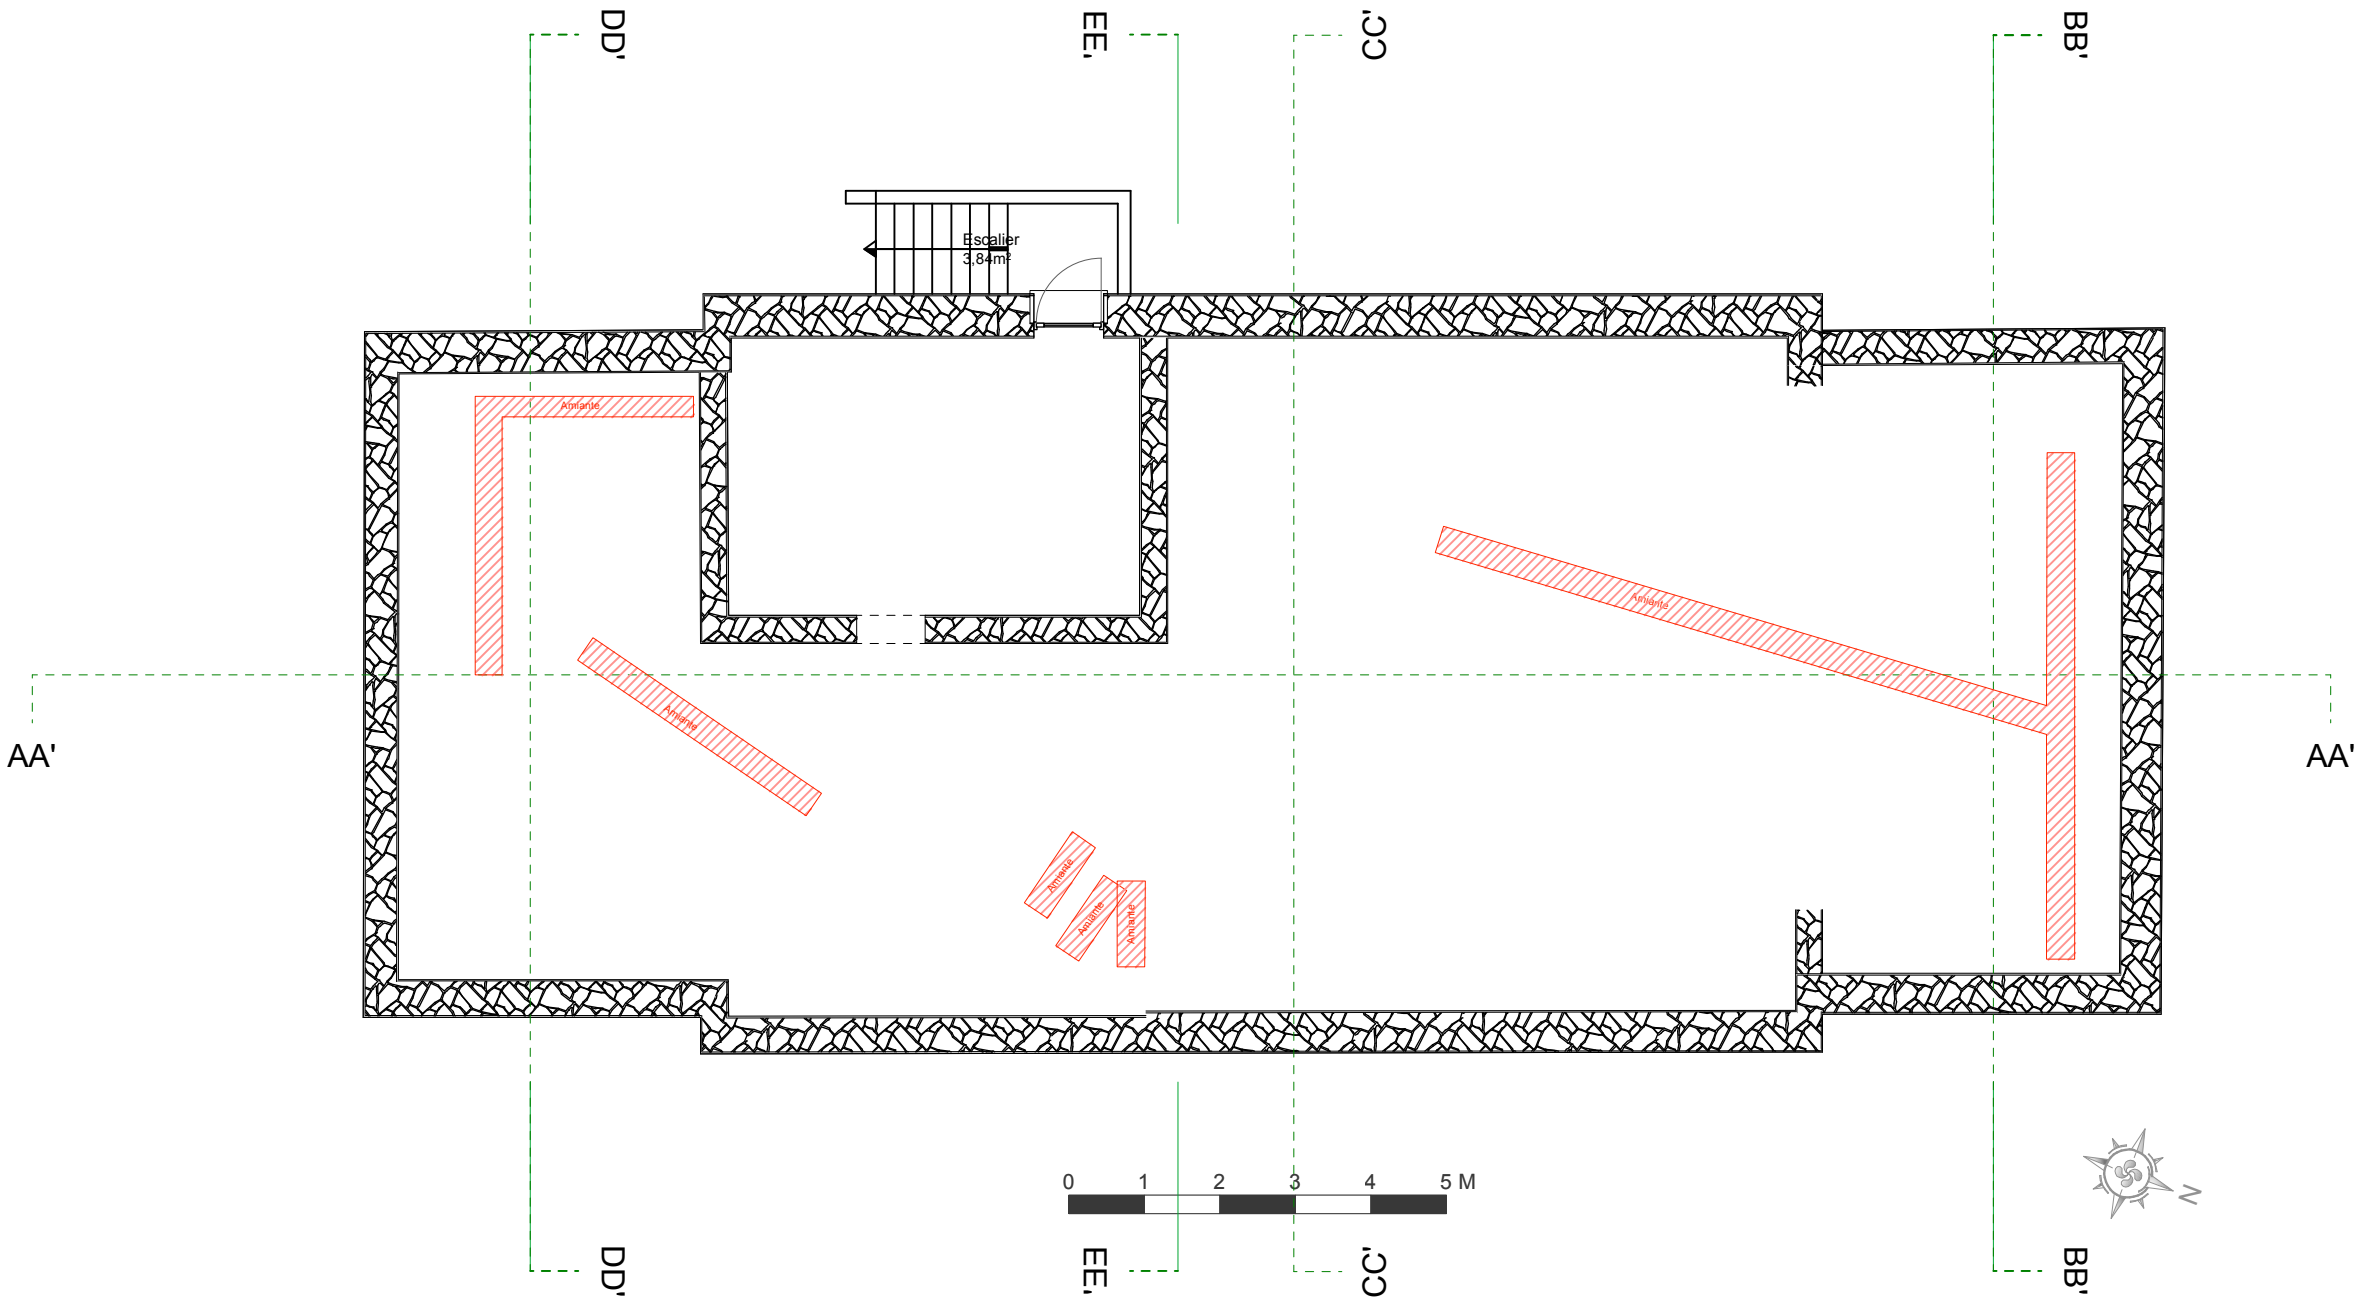 DD'
EE'
CC'
BB'
Escalier
3,84m²
Amiante
Amiante
Amiante
AA'
AA'
Amiante
Amiante
Amiante
0 1 2 3 4 5 M
N
DD'
EE'
CC'
BB'